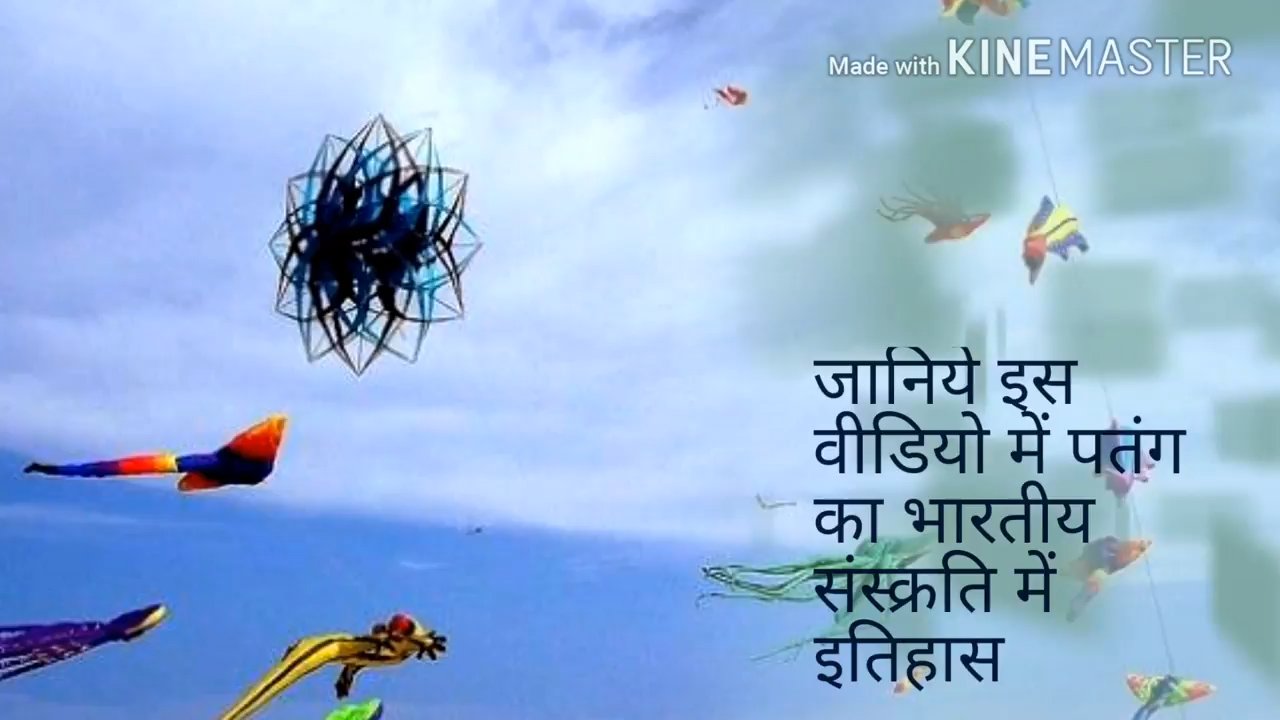 Made with KINEMASTER
जानिये इस
वीडियो में पतंग
का भारतीय
संस्क्रति में
इतिहास